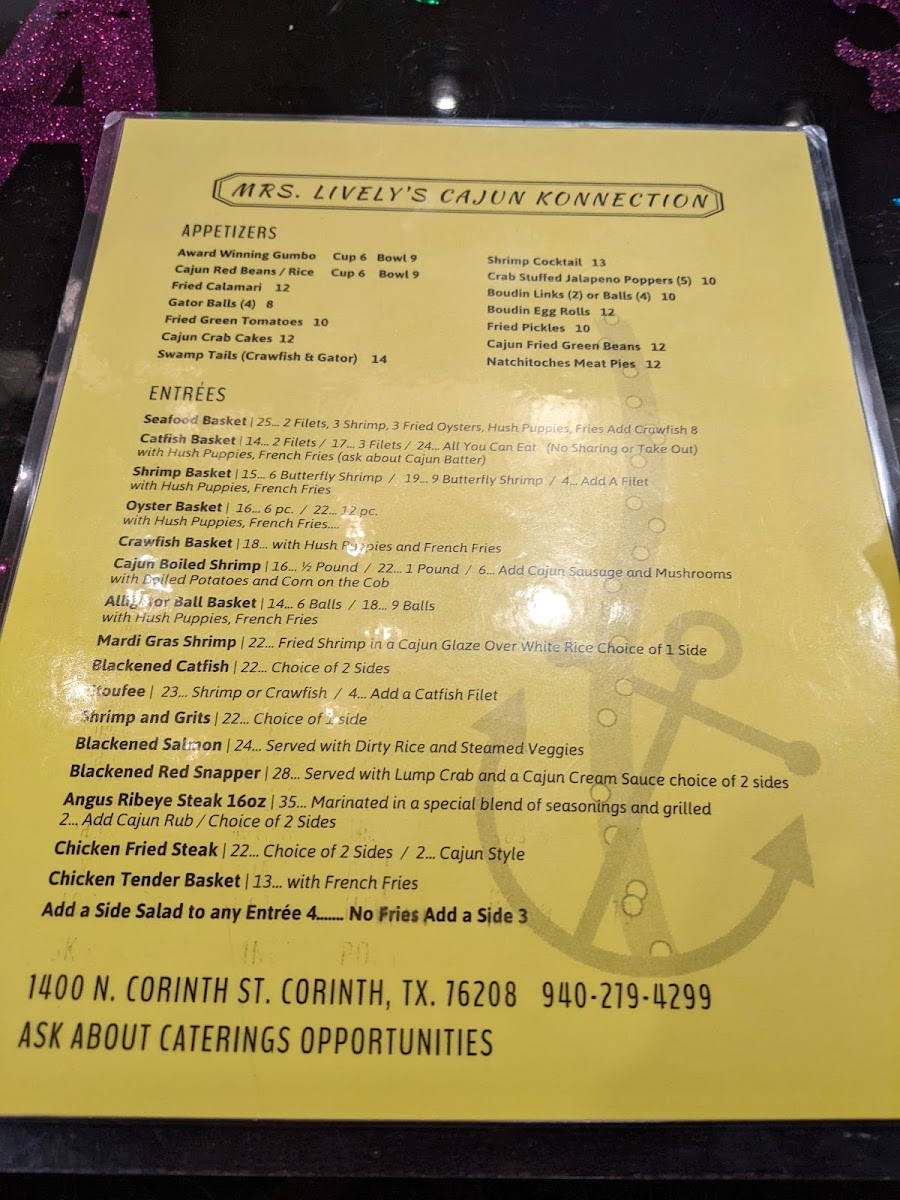 MRS. LIVELY'S CAJUN KONNECTION
APPETIZERS
Award Winning Gumbo Cup 6 Bowl 9
Cajun Red Beans / Rice Cup 6 Bowl 9
Fried Calamari 12
Gator Balls (4) 8
Fried Green Tomatoes 10
Cajun Crab Cakes 12
Swamp Tails (Crawfish & Gator) 14
Shrimp Cocktail 13
Crab Stuffed Jalapeno Poppers (5) 10
Boudin Links (2) or Balls (4) 10
Boudin Egg Rolls 12
Fried Pickles 10
Cajun Fried Green Beans 12
Natchitoches Meat Pies 12
ENTRÉES
Seafood Basket | 25... 2 Filets, 3 Shrimp, 3 Fried Oysters, Hush Puppies, Fries Add Crawfish 8
Catfish Basket | 14... 2 Filets / 17... 3 Filets / 24... All You Can Eat (No Sharing or Take Out)
with Hush Puppies, French Fries (ask about Cajun Batter)
Shrimp Basket | 15... 6 Butterfly Shrimp / 19... 9 Butterfly Shrimp / 4... Add A Filet
with Hush Puppies, French Fries
Oyster Basket | 16... 6 pc. / 22... 12 pc.
with Hush Puppies, French Fries....
Crawfish Basket | 18... with Hush Puppies and French Fries
Cajun Boiled Shrimp | 16... ½ Pound / 22... 1 Pound / 6... Add Cajun Sausage and Mushrooms
with Boiled Potatoes and Corn on the Cob
Alligator Ball Basket | 14... 6 Balls / 18... 9 Balls
with Hush Puppies, French Fries
Mardi Gras Shrimp | 22... Fried Shrimp in a Cajun Glaze Over White Rice Choice of 1 Side
Blackened Catfish | 22... Choice of 2 Sides
Etoufee | 23... Shrimp or Crawfish / 4... Add a Catfish Filet
Shrimp and Grits | 22... Choice of 1 side
Blackened Salmon | 24... Served with Dirty Rice and Steamed Veggies
Blackened Red Snapper | 28... Served with Lump Crab and a Cajun Cream Sauce choice of 2 sides
Angus Ribeye Steak 16oz | 35... Marinated in a special blend of seasonings and grilled
2... Add Cajun Rub / Choice of 2 Sides
Chicken Fried Steak | 22... Choice of 2 Sides / 2... Cajun Style
Chicken Tender Basket | 13... with French Fries
Add a Side Salad to any Entrée 4....... No Fries Add a Side 3
1400 N. CORINTH ST. CORINTH, TX. 76208 940-279-4299
ASK ABOUT CATERINGS OPPORTUNITIES